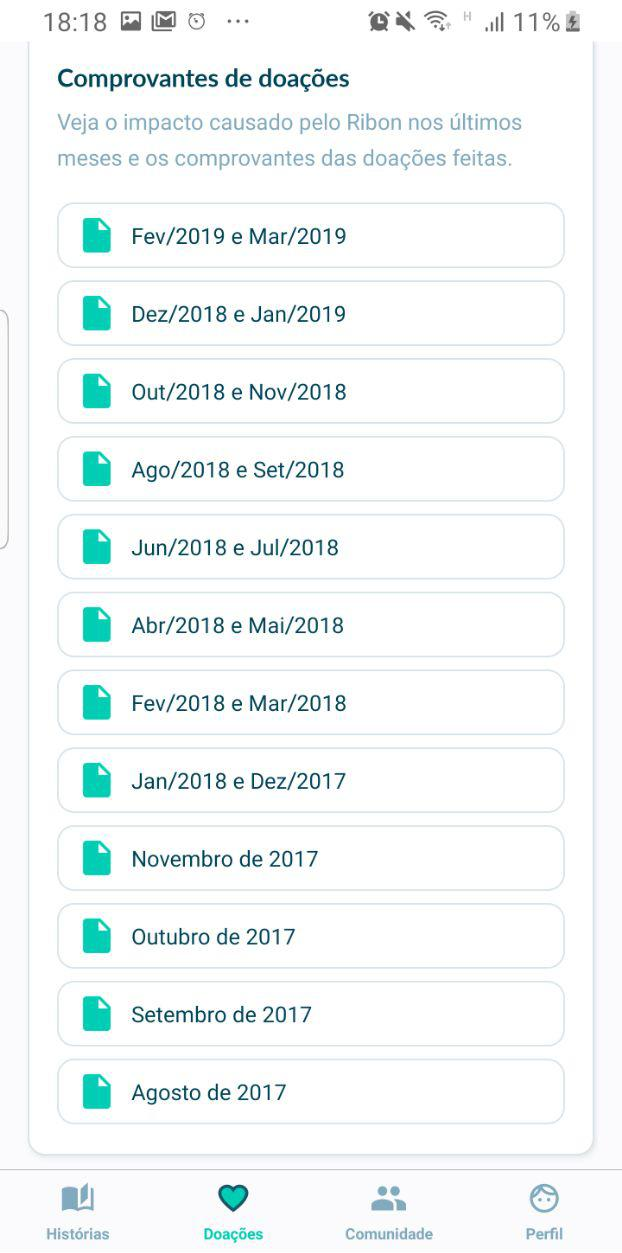 18:18 ... H 11%
Comprovantes de doações
Veja o impacto causado pelo Ribon nos últimos
meses e os comprovantes das doações feitas.
Fev/2019 e Mar/2019
Dez/2018 e Jan/2019
Out/2018 e Nov/2018
Ago/2018 e Set/2018
Jun/2018 e Jul/2018
Abr/2018 e Mai/2018
Fev/2018 e Mar/2018
Jan/2018 e Dez/2017
Novembro de 2017
Outubro de 2017
Setembro de 2017
Agosto de 2017
Histórias Doações Comunidade Perfil